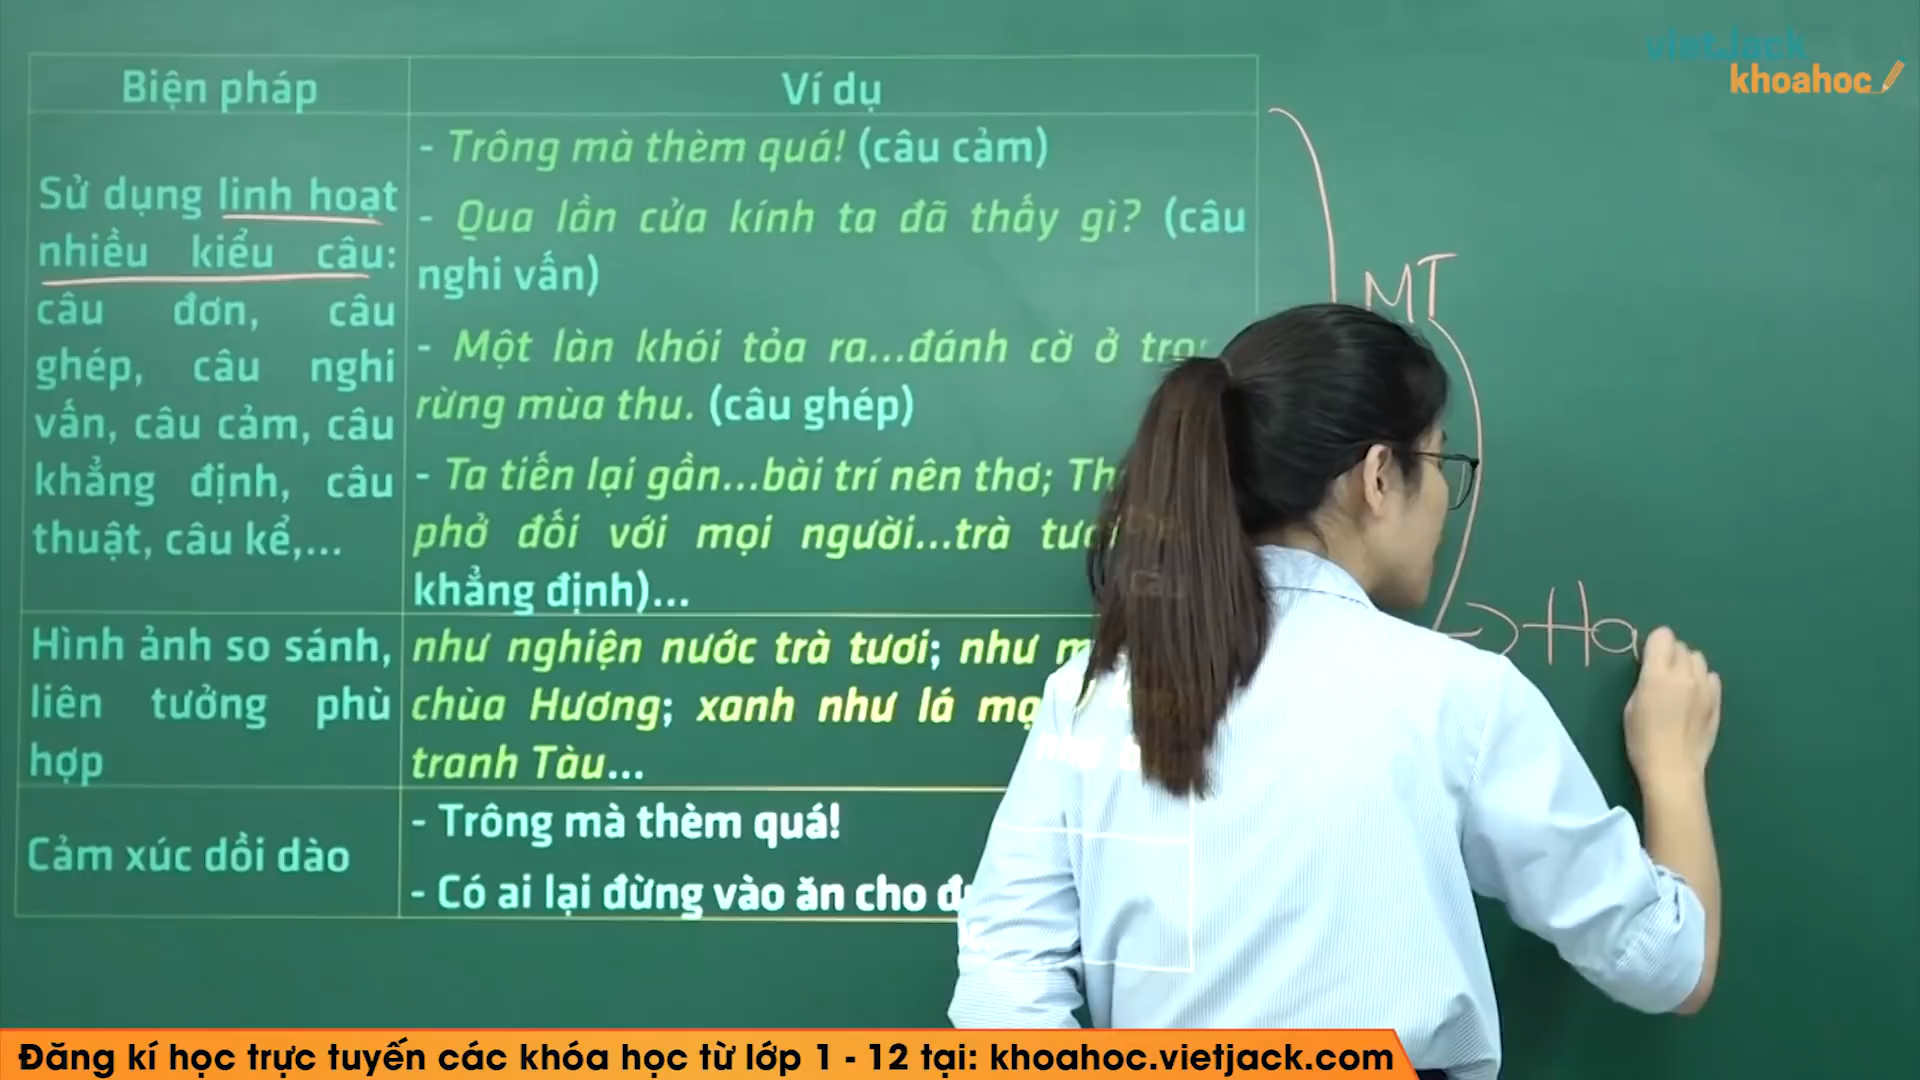 vietJack
khoahoc
Biện pháp
Ví dụ
Sử dụng linh hoạt
nhiều kiểu câu:
câu đơn, câu
ghép, câu nghi
vấn, câu cảm, câu
khẳng định, câu
thuật, câu kể,...
- Trông mà thèm quá! (câu cảm)
- Qua lần cửa kính ta đã thấy gì? (câu
nghi vấn)
- Một làn khói tỏa ra...đánh cờ ở
rừng mùa thu. (câu ghép)
- Ta tiến lại gần...bài trí nên thơ;
phở đối với mọi người...trà
khẳng định)...
Hình ảnh so sánh,
liên tưởng phù
hợp
như nghiện nước trà tươi; như
chùa Hương; xanh như lá
tranh Tàu...
Cảm xúc dồi dào
- Trông mà thèm quá!
- Có ai lại đừng vào ăn cho
MT
Ha
Đăng kí học trực tuyến các khóa học từ lớp 1 - 12 tại: khoahoc.vietjack.com